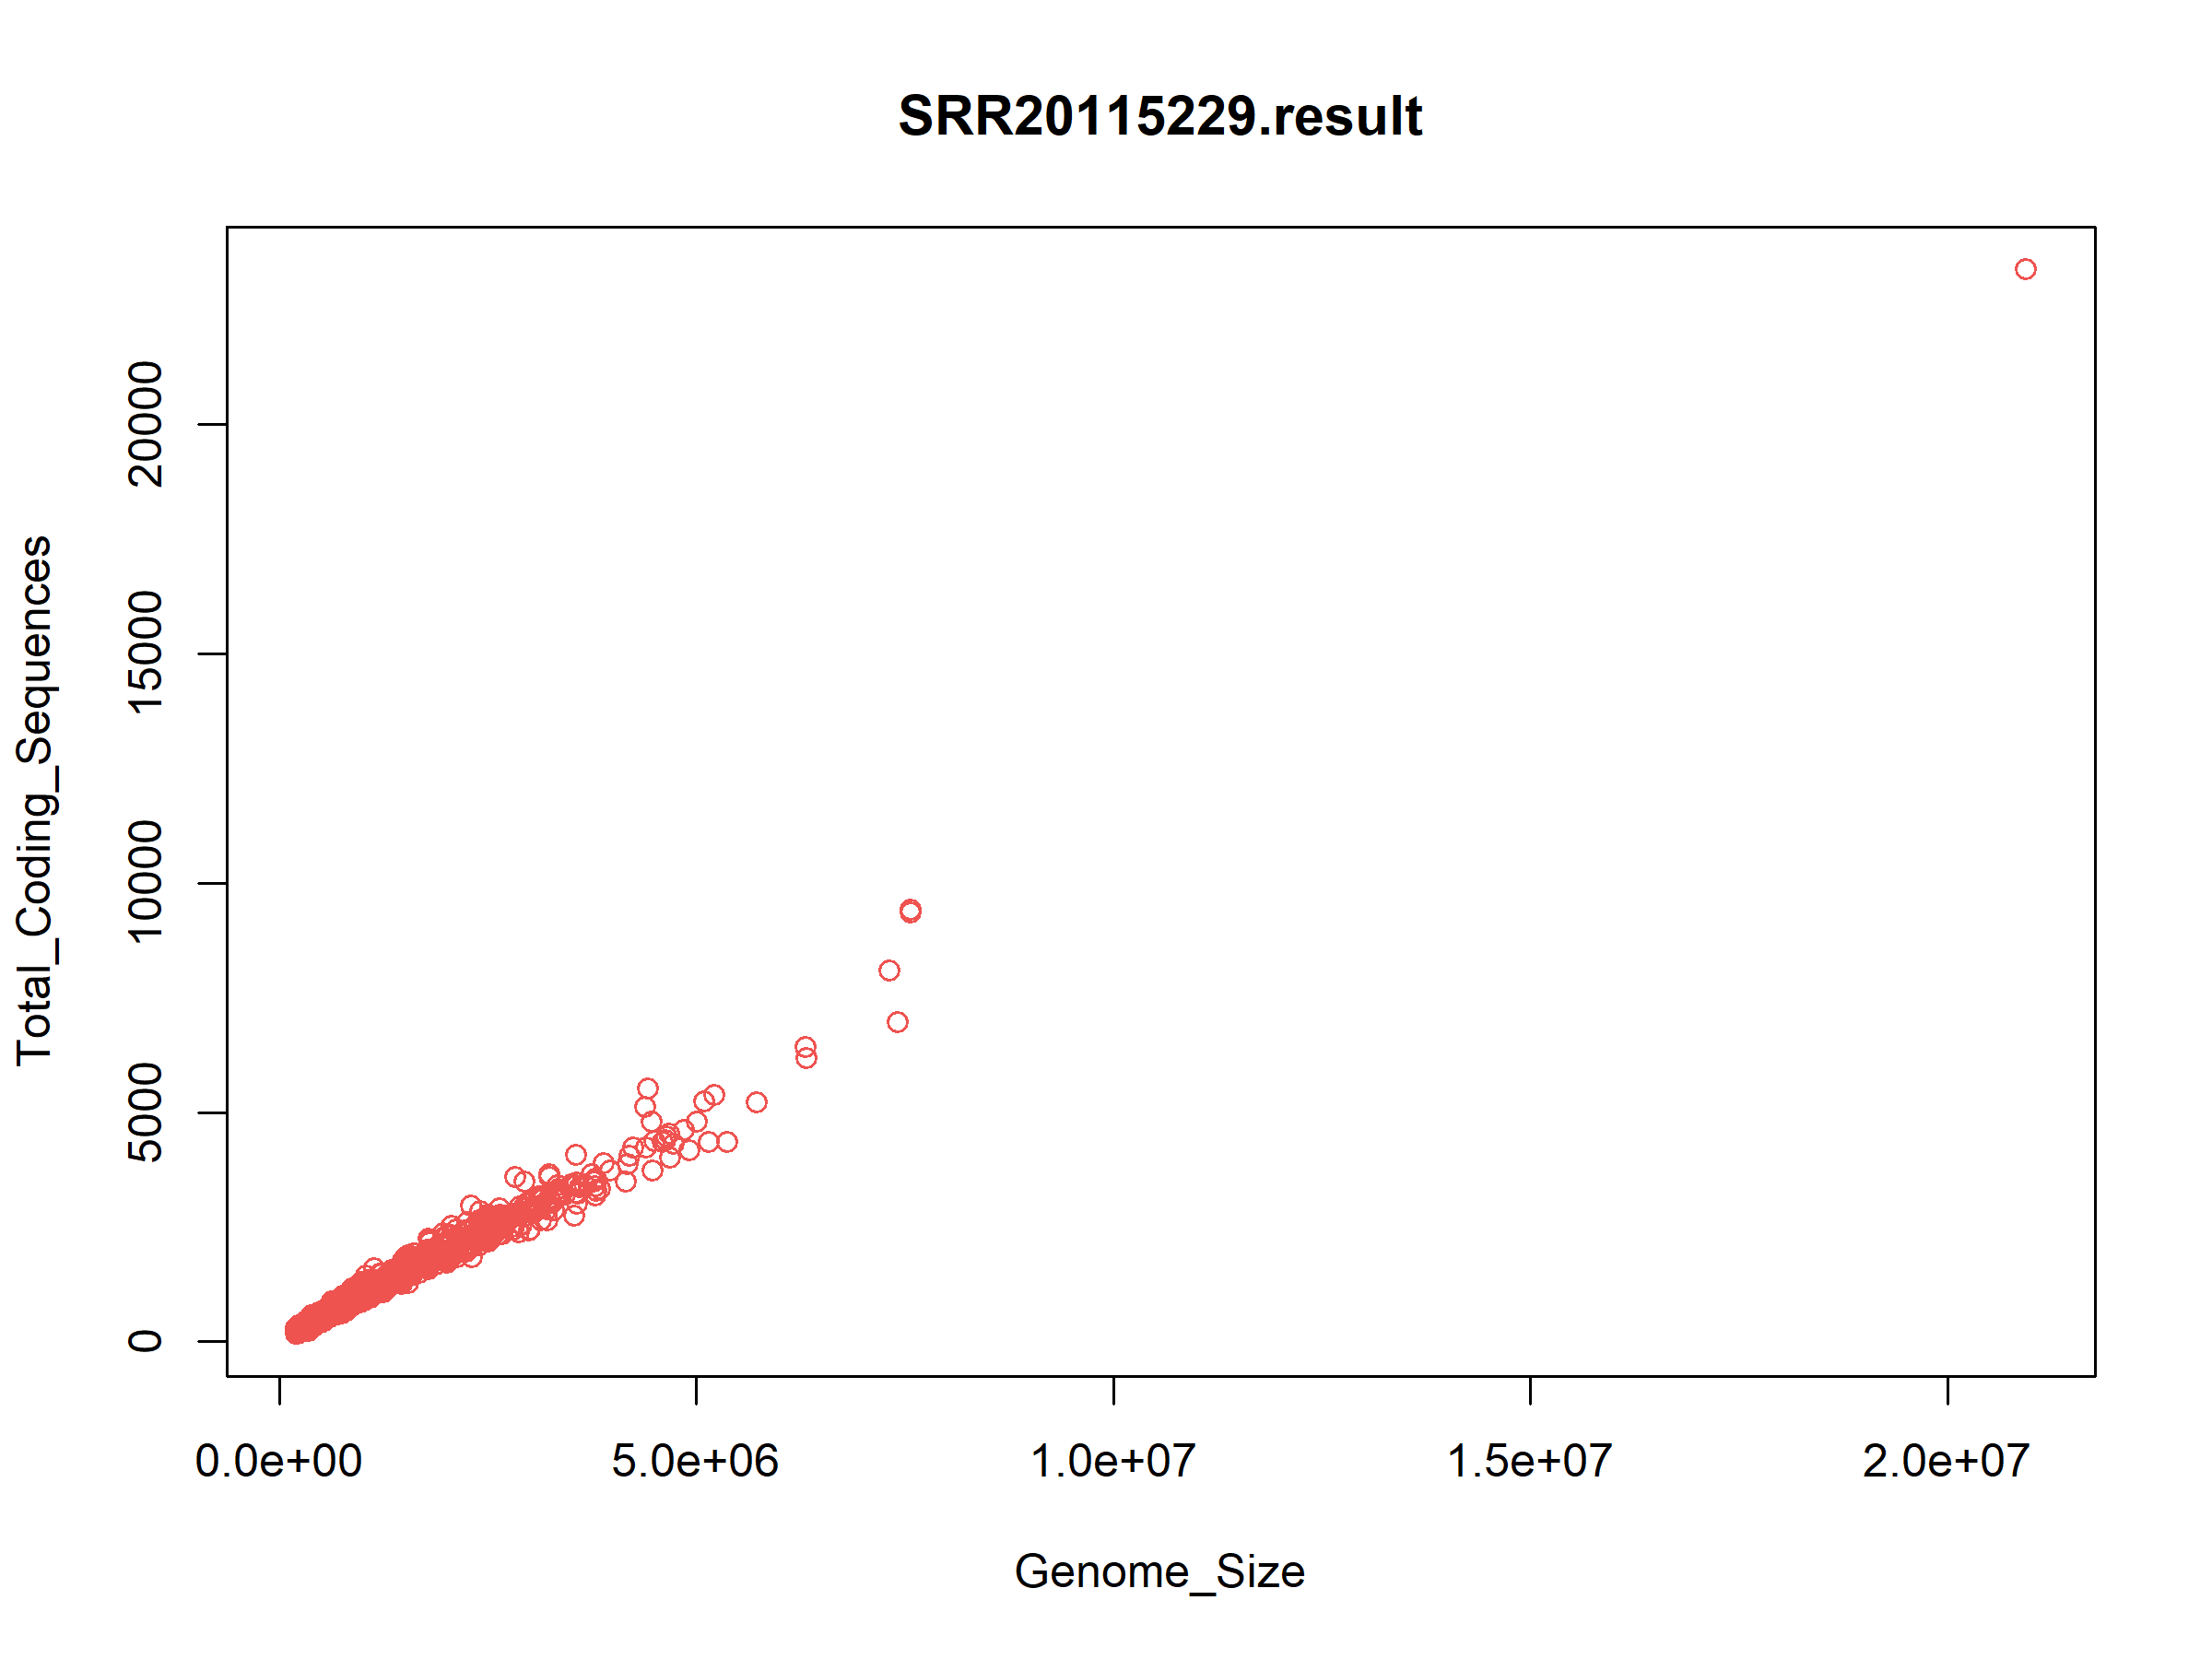 SRR20115229.result
Total_Coding_Sequences
20000
15000
10000
5000
0
0.0e+00
5.0e+06
1.0e+07
1.5e+07
2.0e+07
Genome_Size